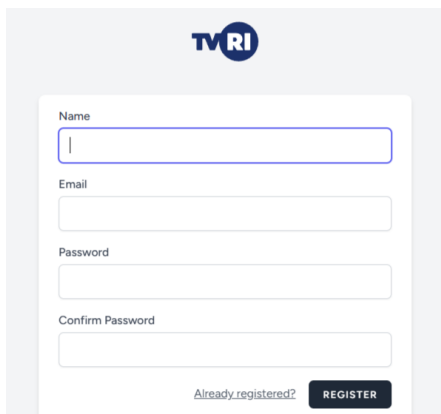 TVRI
Name
Email
Password
Confirm Password
Already registered? REGISTER